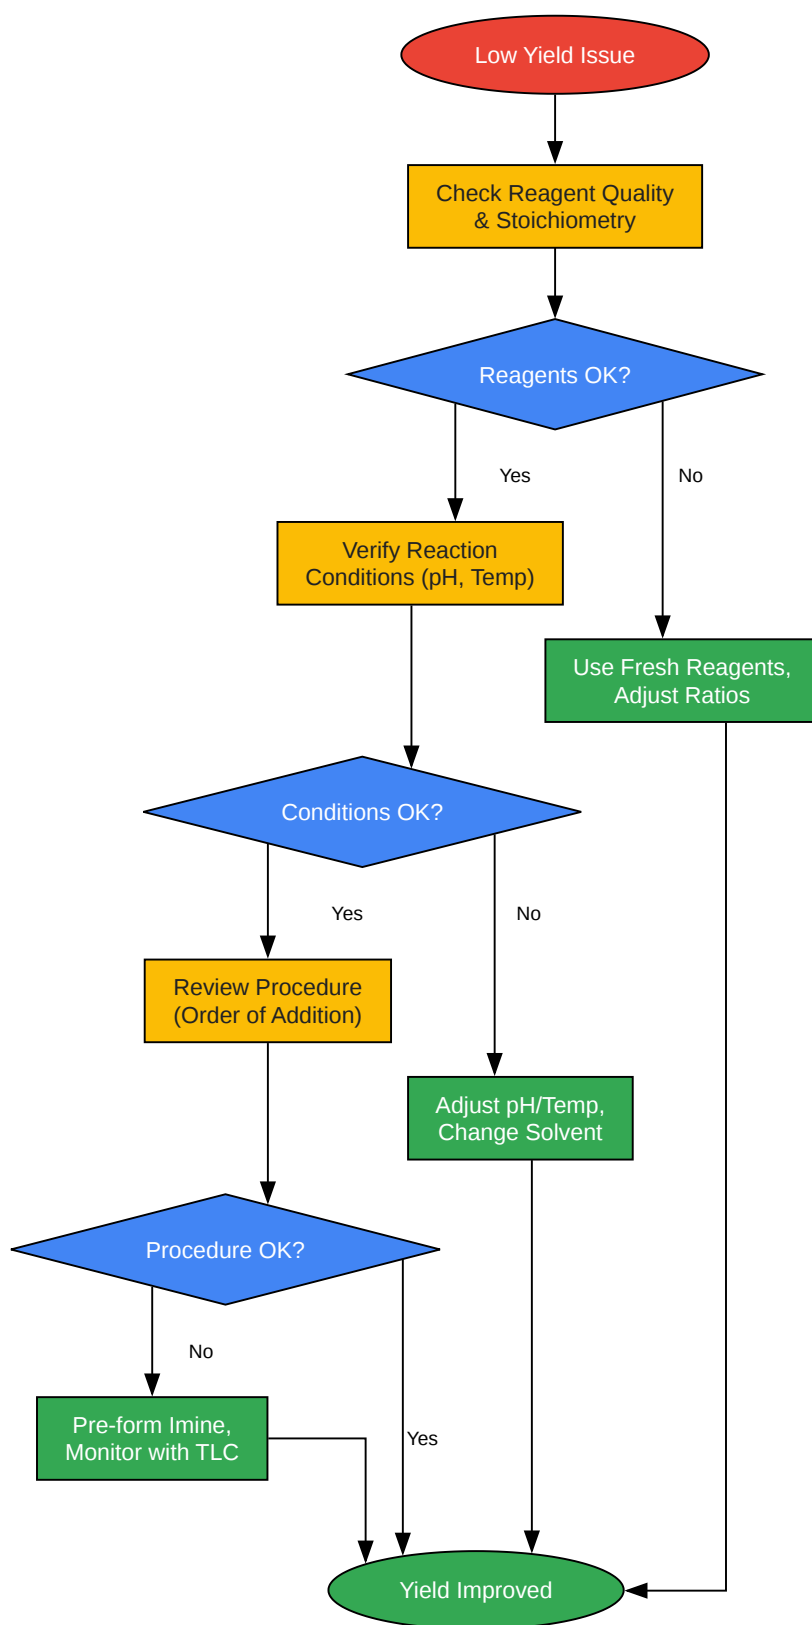 Low Yield Issue
Check Reagent Quality
& Stoichiometry
Reagents OK?
Yes
No
Verify Reaction
Conditions (pH, Temp)
Use Fresh Reagents,
Adjust Ratios
Conditions OK?
Yes
No
Review Procedure
(Order of Addition)
Adjust pH/Temp,
Change Solvent
Procedure OK?
No
Pre-form Imine,
Monitor with TLC
Yes
Yield Improved